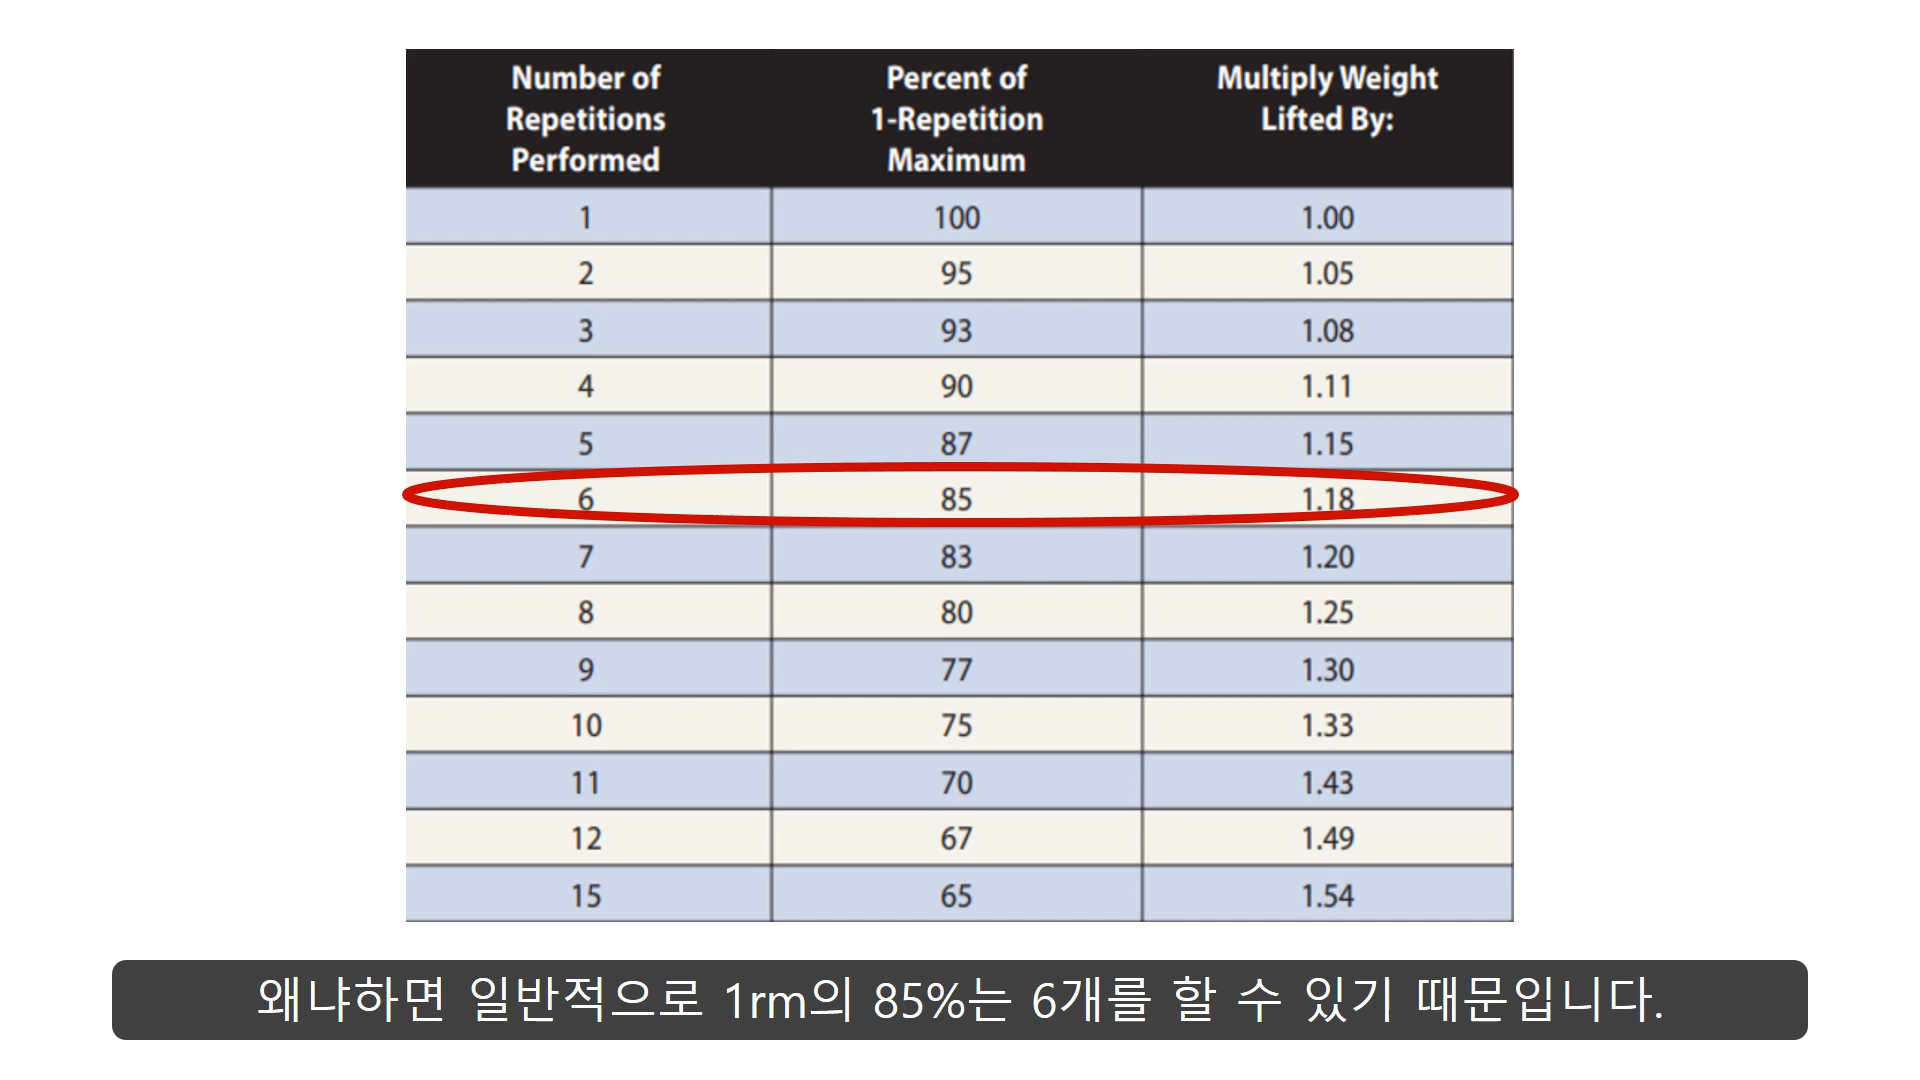 Number of Repetitions Performed	Percent of 1-Repetition Maximum	Multiply Weight Lifted By:
1	100	1.00
2	95	1.05
3	93	1.08
4	90	1.11
5	87	1.15
6	85	1.18
7	83	1.20
8	80	1.25
9	77	1.30
10	75	1.33
11	70	1.43
12	67	1.49
15	65	1.54
왜냐하면 일반적으로 1rm의 85%는 6개를 할 수 있기 때문입니다.